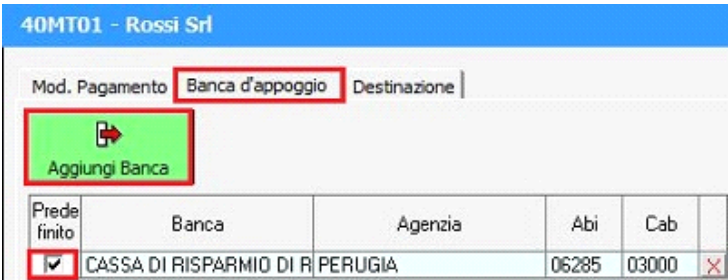 40MT01 - Rossi Srl
Mod. Pagamento Banca d'appoggio Destinazione
Aggiungi Banca
Prede
finito Banca Agenzia Abi Cab
CASSA DI RISPARMIO DI R PERUGIA 06285 03000 X